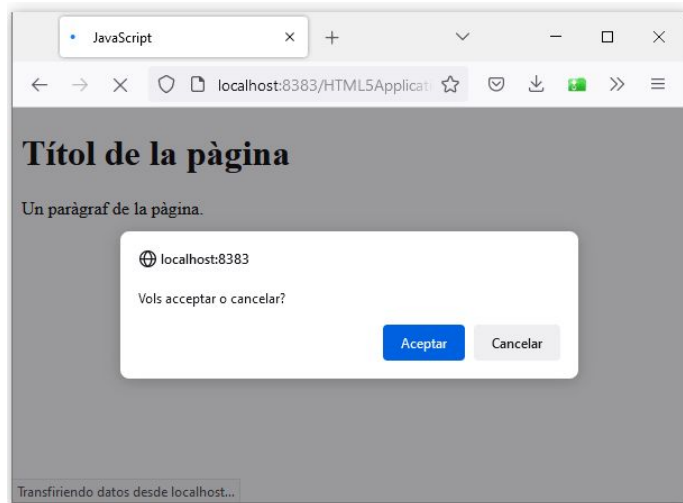 JavaScript
localhost:8383/HTML5Applicati
Títol de la pàgina
Un paràgraf de la pàgina.
localhost:8383
Vols acceptar o cancelar?
Aceptar
Cancelar
Transfiriendo datos desde localhost...